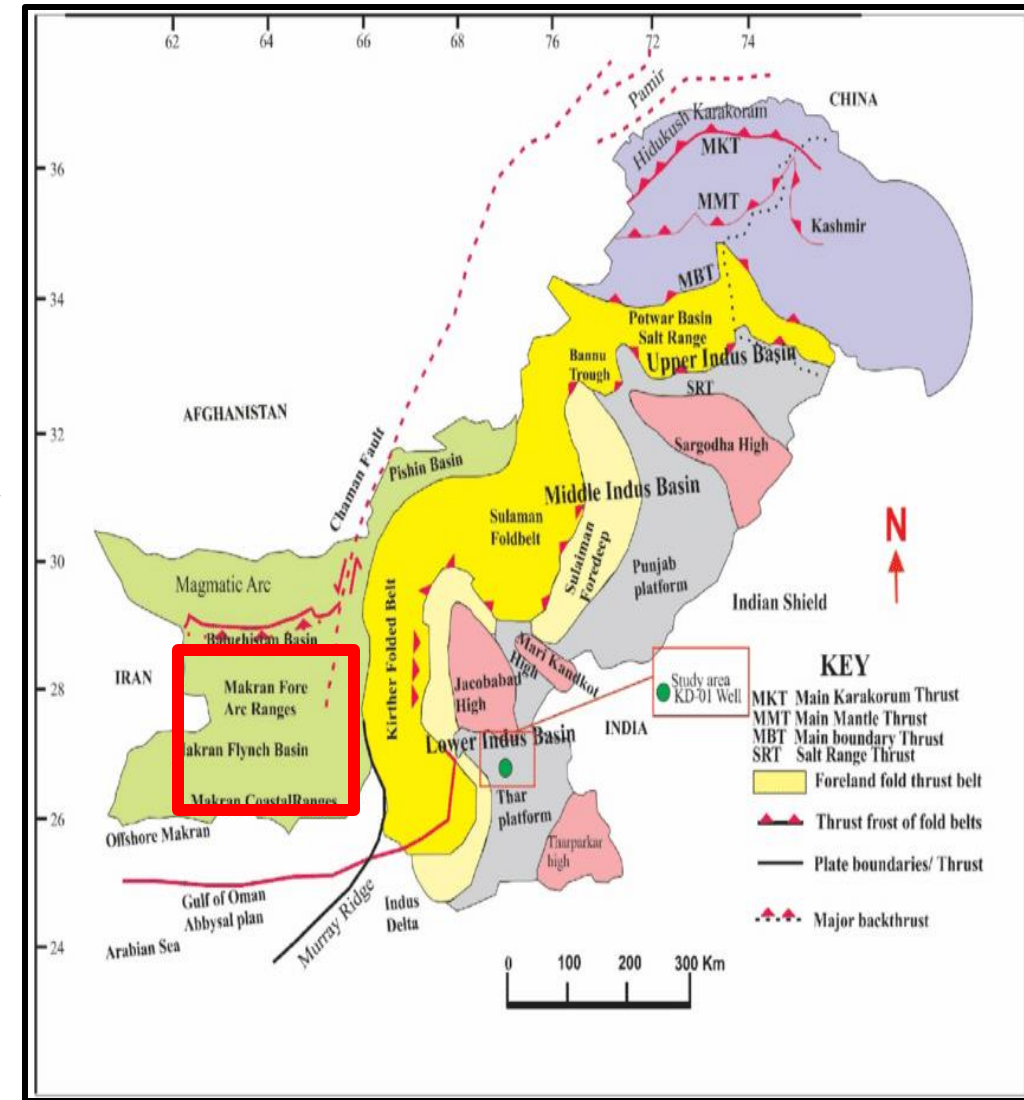 62 64 66 68 76 72 74
36
34
32
30
28
26
24
Pamir
CHINA
Hidukush Karakoram
MKT
MMT
Kashmir
MBT
Potwar Basin
Salt Range
Bannu
Trough
Upper Indus Basin
SRT
AFGHANISTAN
Sargodha High
Chaman Fault
Pishin Basin
Middle Indus Basin
Sulaman
Foldbelt
Sulaiman
Foredeep
Punjab
platform
Magmatic Arc
Indian Shield
N
Baluchistan Basin
Kirther Folded Belt
Mari Kandkot
High
IRAN
Makran Fore
Arc Ranges
Jacobabad
High
Study area
KD-01 Well
INDIA
akran Flynch Basin
Lower Indus Basin
Makran CoastalRanges
Thar
platform
Offshore Makran
Tharparkar
high
Gulf of Oman
Abbysal plan
Murray Ridge
Indus
Delta
Arabian Sea
KEY
MKT Main Karakorum Thrust
MMT Main Mantle Thrust
MBT Main boundary Thrust
SRT Salt Range Thrust
Foreland fold thrust belt
Thrust frost of fold belts
Plate boundaries/ Thrust
Major backthrust
0 100 200 300 Km